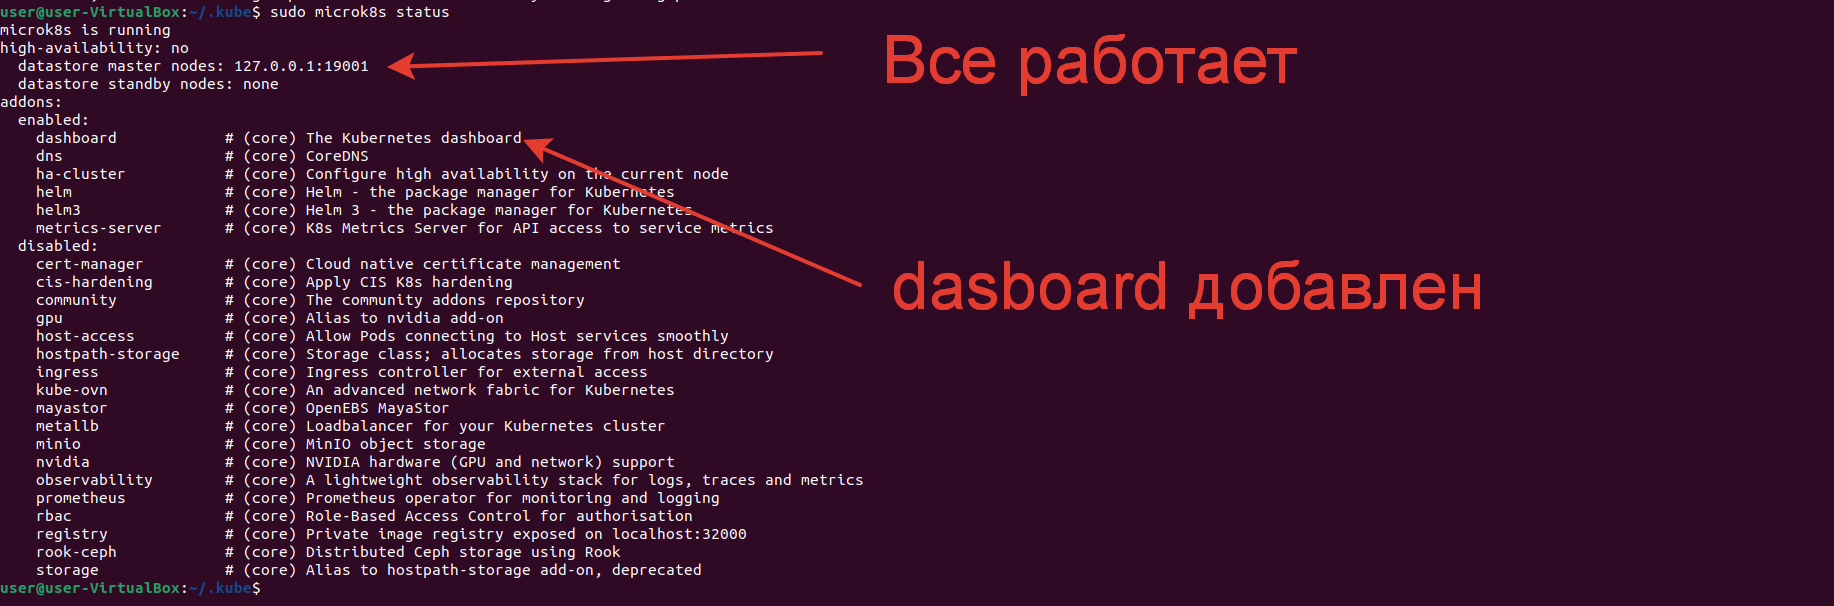 user@user-VirtualBox:~/.kube$ sudo microk8s status
microk8s is running
high-availability: no
  datastore master nodes: 127.0.0.1:19001
  datastore standby nodes: none
addons:
  enabled:
    dashboard            # (core) The Kubernetes dashboard
    dns                  # (core) CoreDNS
    ha-cluster           # (core) Configure high availability on the current node
    helm                 # (core) Helm - the package manager for Kubernetes
    helm3                # (core) Helm 3 - the package manager for Kubernetes
    metrics-server       # (core) K8s Metrics Server for API access to service metrics
  disabled:
    cert-manager         # (core) Cloud native certificate management
    cis-hardening        # (core) Apply CIS K8s hardening
    community            # (core) The community addons repository
    gpu                  # (core) Alias to nvidia add-on
    host-access          # (core) Allow Pods connecting to Host services smoothly
    hostpath-storage     # (core) Storage class; allocates storage from host directory
    ingress              # (core) Ingress controller for external access
    kube-ovn             # (core) An advanced network fabric for Kubernetes
    mayastor             # (core) OpenEBS MayaStor
    metallb              # (core) Loadbalancer for your Kubernetes cluster
    minio                # (core) MinIO object storage
    nvidia               # (core) NVIDIA hardware (GPU and network) support
    observability        # (core) A lightweight observability stack for logs, traces and metrics
    prometheus           # (core) Prometheus operator for monitoring and logging
    rbac                 # (core) Role-Based Access Control for authorisation
    registry             # (core) Private image registry exposed on localhost:32000
    rook-ceph            # (core) Distributed Ceph storage using Rook
    storage              # (core) Alias to hostpath-storage add-on, deprecated
user@user-VirtualBox:~/.kube$
Все работает
dasboard добавлен